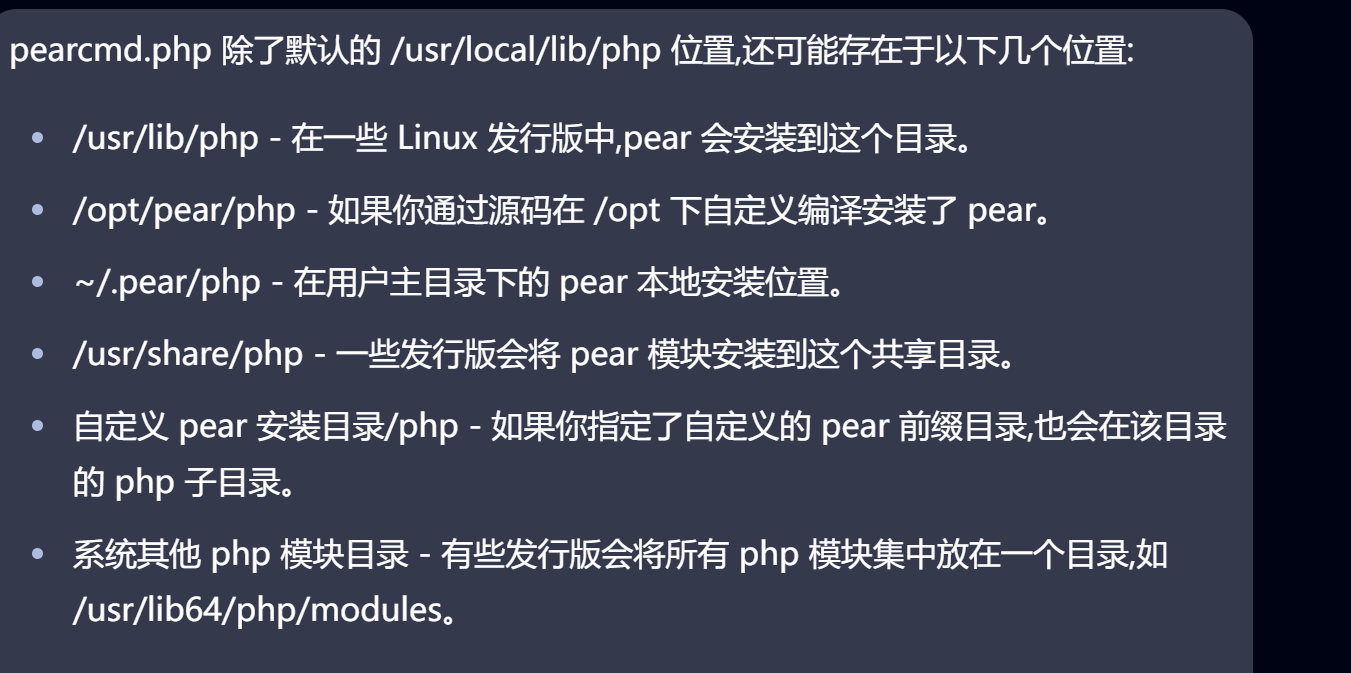 pearcmd.php 除了默认的 /usr/local/lib/php 位置,还可能存在于以下几个位置:
• /usr/lib/php - 在一些 Linux 发行版中,pear 会安装到这个目录。
• /opt/pear/php - 如果你通过源码在 /opt 下自定义编译安装了 pear。
• ~/.pear/php - 在用户主目录下的 pear 本地安装位置。
• /usr/share/php - 一些发行版会将 pear 模块安装到这个共享目录。
• 自定义 pear 安装目录/php - 如果你指定了自定义的 pear 前缀目录,也会在该目录
的 php 子目录。
• 系统其他 php 模块目录 - 有些发行版会将所有 php 模块集中放在一个目录,如
/usr/lib64/php/modules。